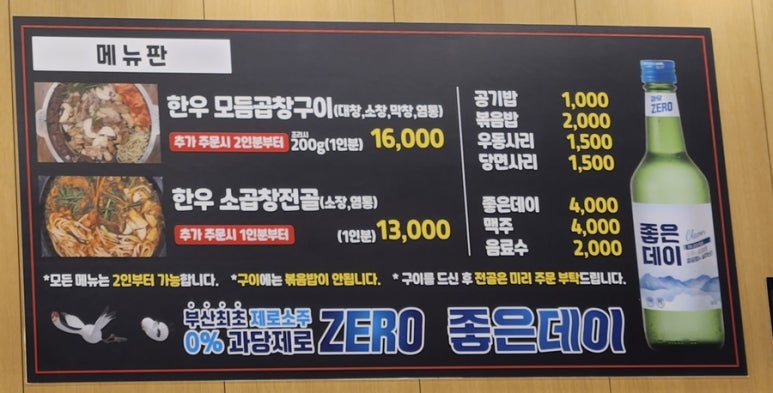 메뉴판
한우 모듬곱창구이(대창,소창,막창,염통)
추가 주문시 2인분부터 조리시 200g(1인분) 16,000
한우 소곱창전골(소장,염통)
추가 주문시 1인분부터 (1인분) 13,000
공기밥 1,000
볶음밥 2,000
우동사리 1,500
당면사리 1,500
좋은데이 4,000
맥주 4,000
음료수 2,000
*모든 메뉴는 2인부터 가능합니다. *구이에는 볶음밥이 안됩니다. *구이를 드신 후 전골은 미리 주문 부탁드립니다.
부산최초 제로소주
0% 과당제로 ZERO 좋은데이
ZERO
좋은
데이